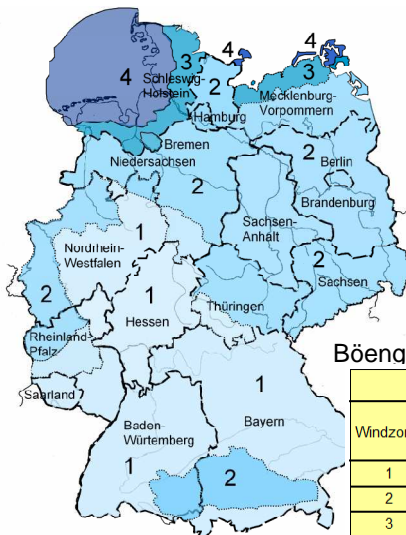 4
4
4
3
3
Schleswig-
Holstein
2
Mecklenburg-
Vorpommern
Hamburg
Bremen
Niedersachsen
2
Berlin
2
Brandenburg
Sachsen-
Anhalt
1
Nordrhein-
Westfalen
2
Sachsen
2
1
Hessen
Thüringen
Rheinland-
Pfalz
Saarland
1
Bayern
Baden
Würtemberg
1
2
Böeng
Windzon
1
2
3